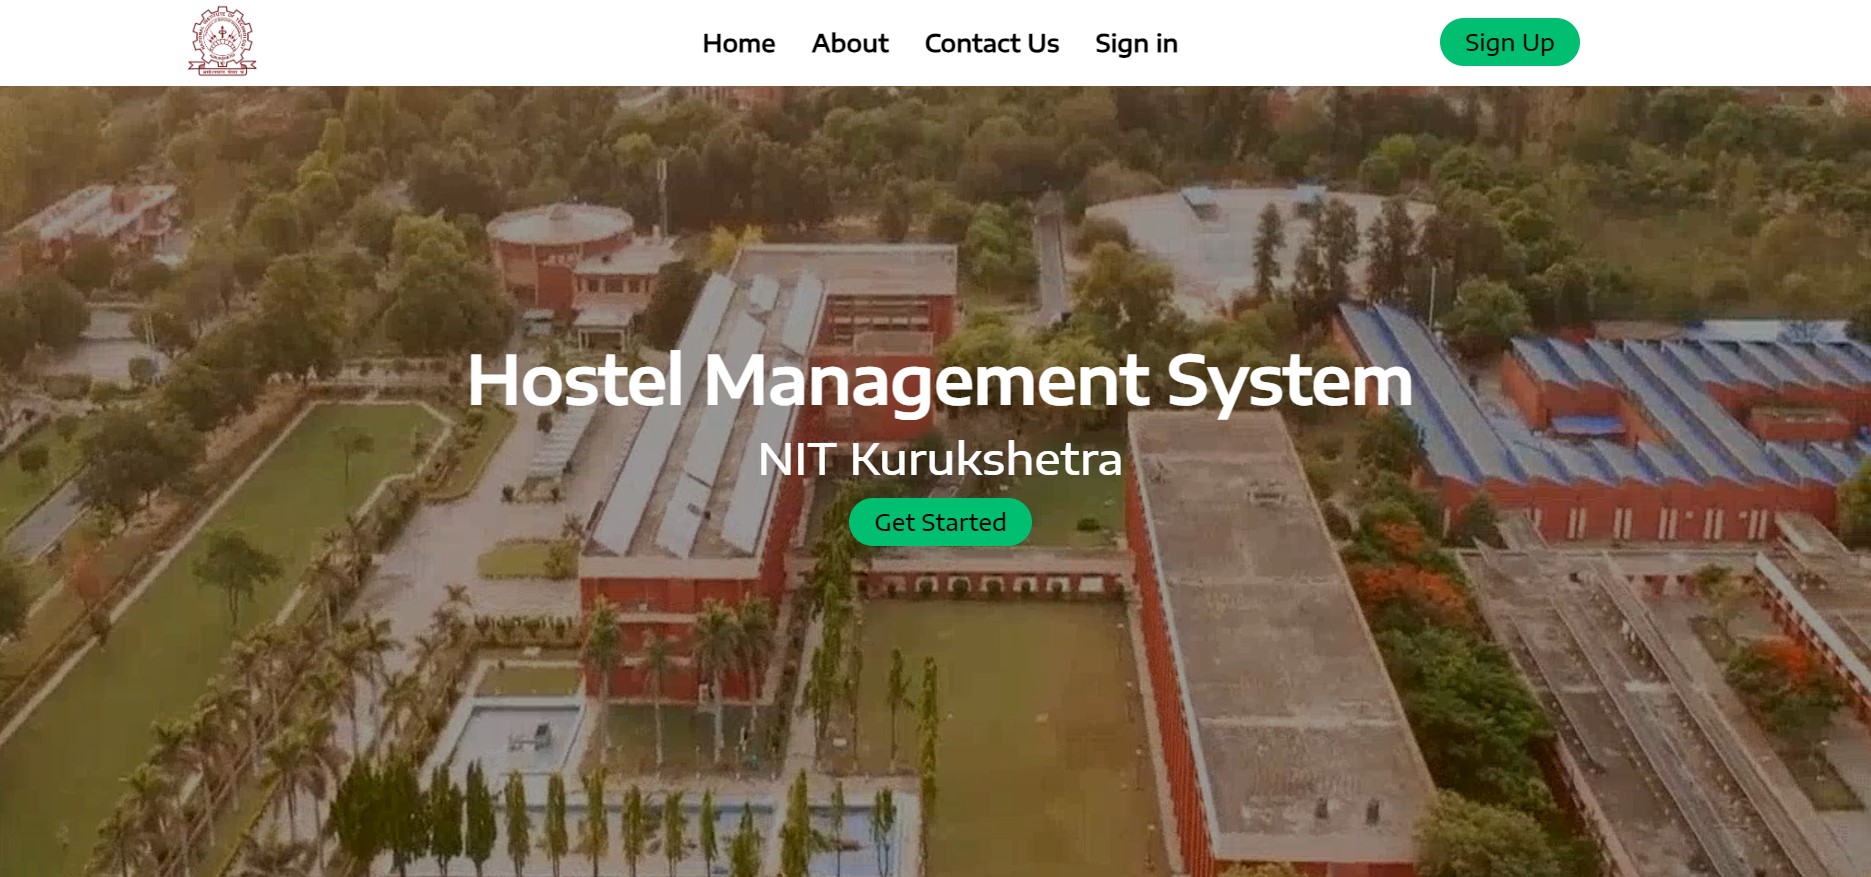 Home About Contact Us Sign in Sign Up
Hostel Management System
NIT Kurukshetra
Get Started